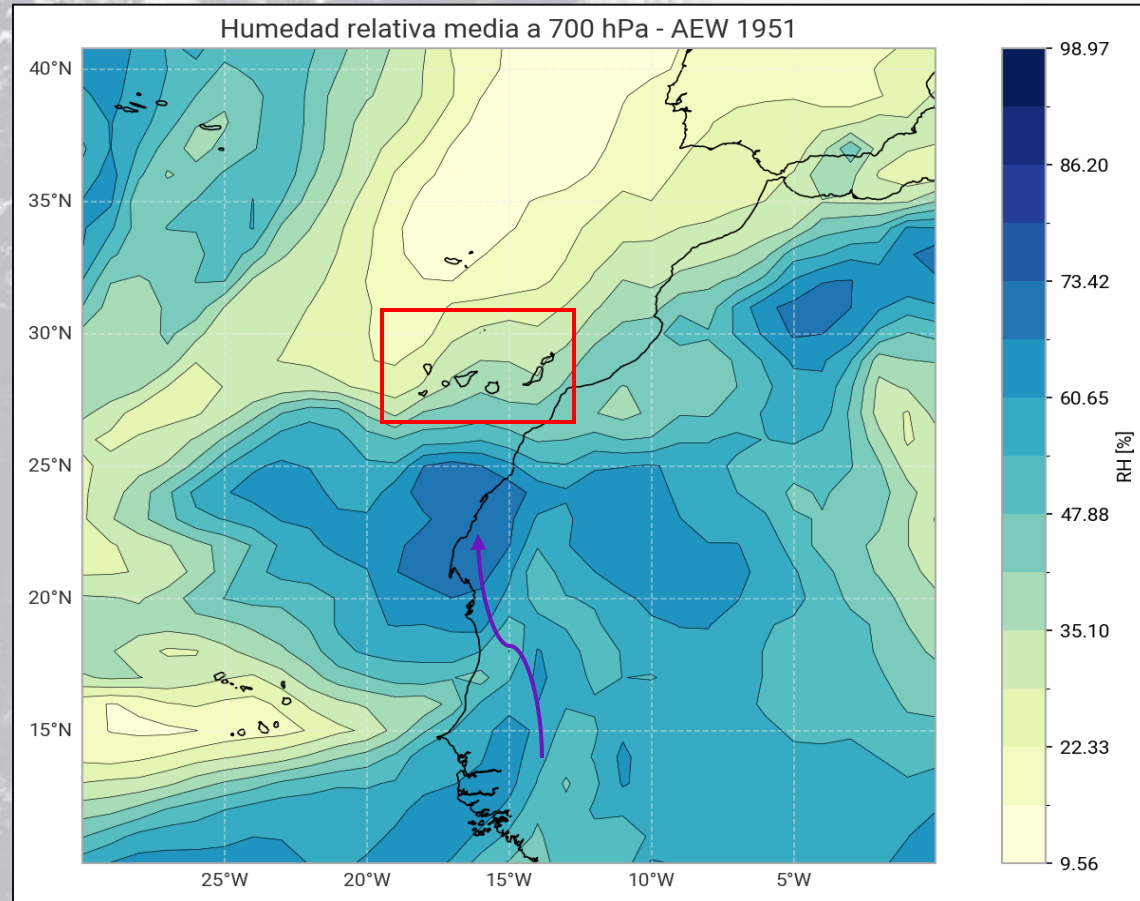 Humedad relativa media a 700 hPa - AEW 1951
40°N
35°N
30°N
25°N
20°N
15°N
25°W
20°W
15°W
10°W
5°W
98.97
86.20
73.42
60.65
47.88
35.10
22.33
9.56
RH [%]